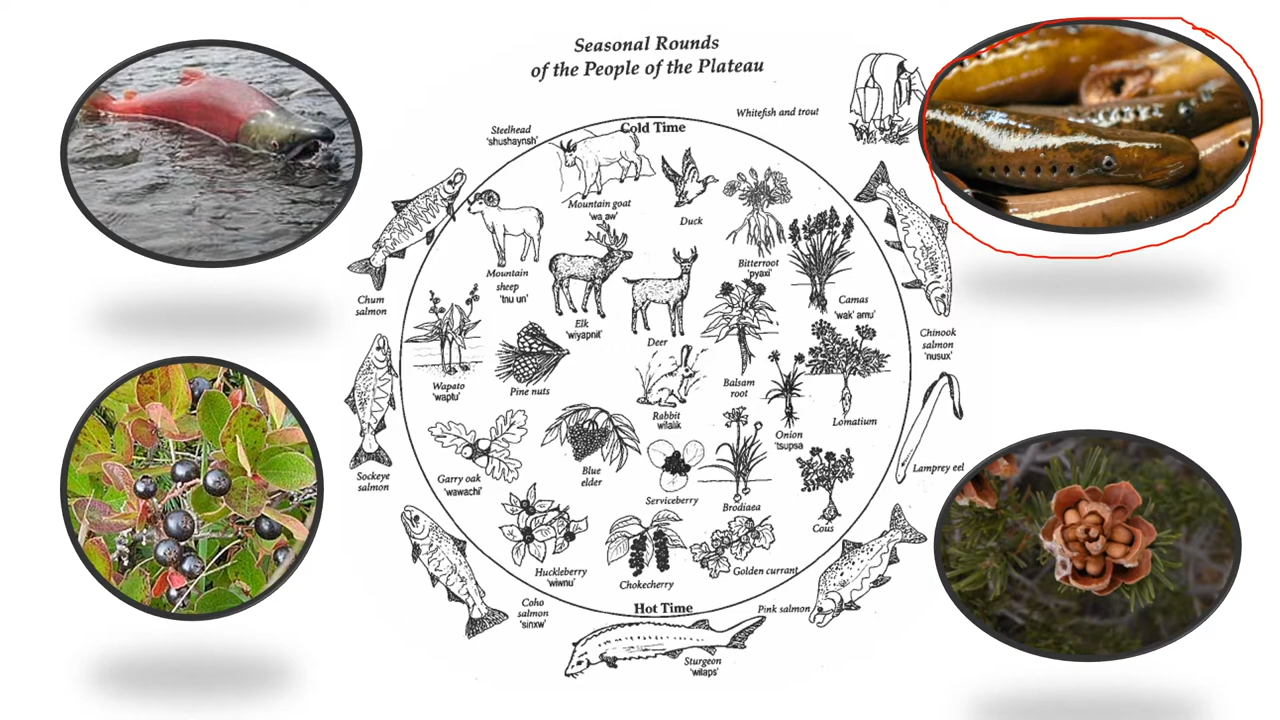 Seasonal Rounds
of the People of the Plateau
Whitefish and trout
Steelhead
'shushaynsh'
Cold Time
Mountain goat
'wa aw'
Duck
Bitterroot
'pyaxi'
Mountain
sheep
'tnu un'
Elk
'wiyapnit'
Deer
Camas
'wak' amu'
Chum
salmon
Chinook
salmon
'nusux'
Wapato
'waptu'
Pine nuts
Balsam
root
Rabbit
wilalik
Onion
'tsupsa
Lomatium
Lamprey eel
Sockeye
salmon
Garry oak
'wawachi'
Blue
elder
Serviceberry
Brodiaea
Cous
Huckleberry
'wiwnu'
Chokecherry
Golden currant
Coho
salmon
'sinxw'
Hot Time
Pink salmon
Sturgeon
'wilaps'